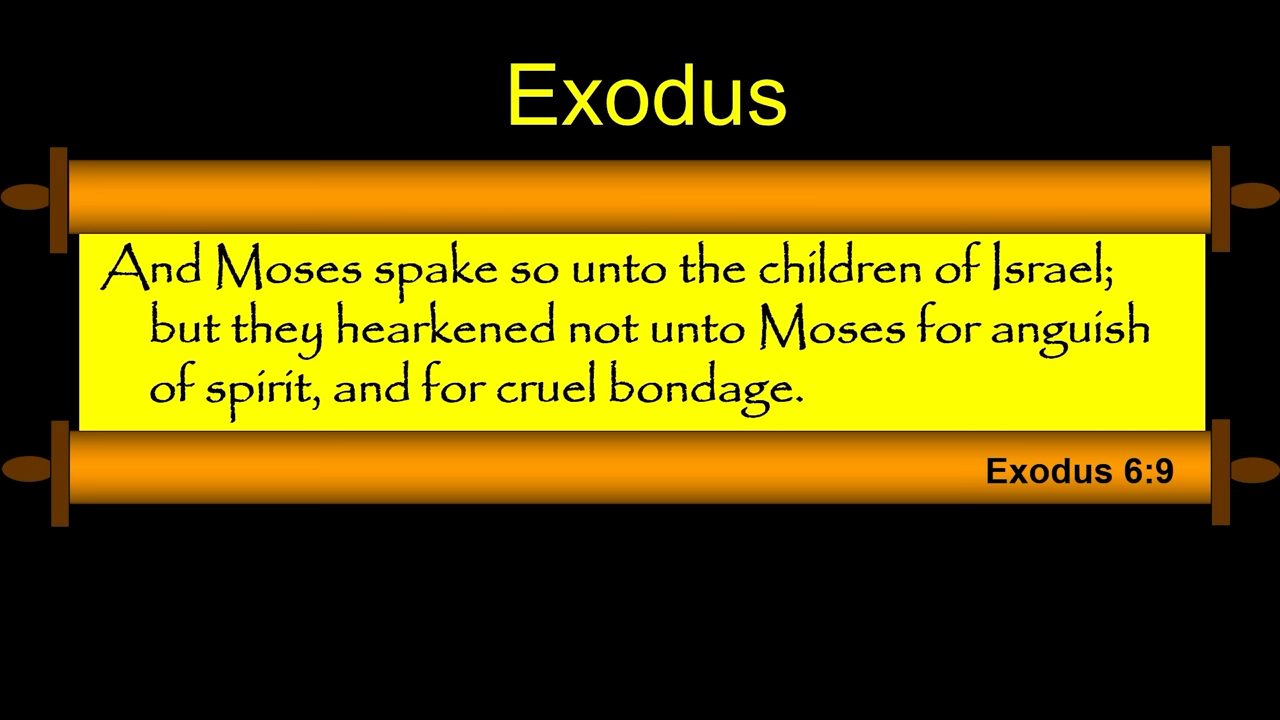 Exodus
And Moses spake so unto the children of Israel;
but they hearkened not unto Moses for anguish
of spirit, and for cruel bondage.
Exodus 6:9